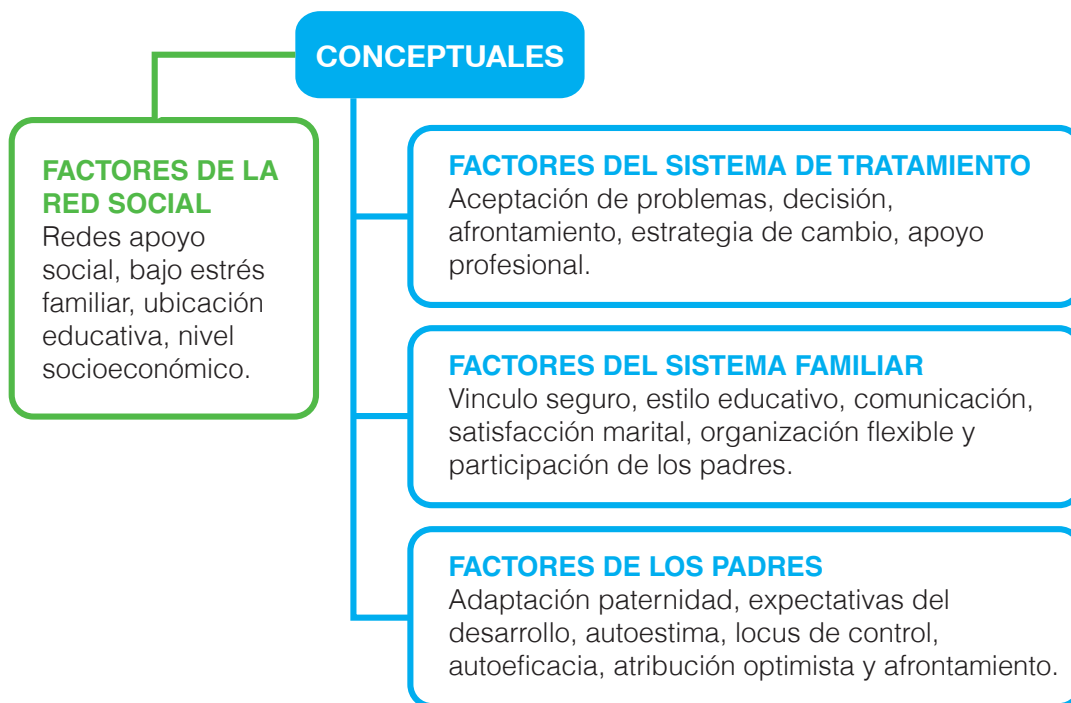 CONCEPTUALES
FACTORES DE LA
RED SOCIAL
Redes apoyo
social, bajo estrés
familiar, ubicación
educativa, nivel
socioeconómico.
FACTORES DEL SISTEMA DE TRATAMIENTO
Aceptación de problemas, decisión,
afrontamiento, estrategia de cambio, apoyo
profesional.
FACTORES DEL SISTEMA FAMILIAR
Vinculo seguro, estilo educativo, comunicación,
satisfacción marital, organización flexible y
participación de los padres.
FACTORES DE LOS PADRES
Adaptación paternidad, expectativas del
desarrollo, autoestima, locus de control,
autoeficacia, atribución optimista y afrontamiento.